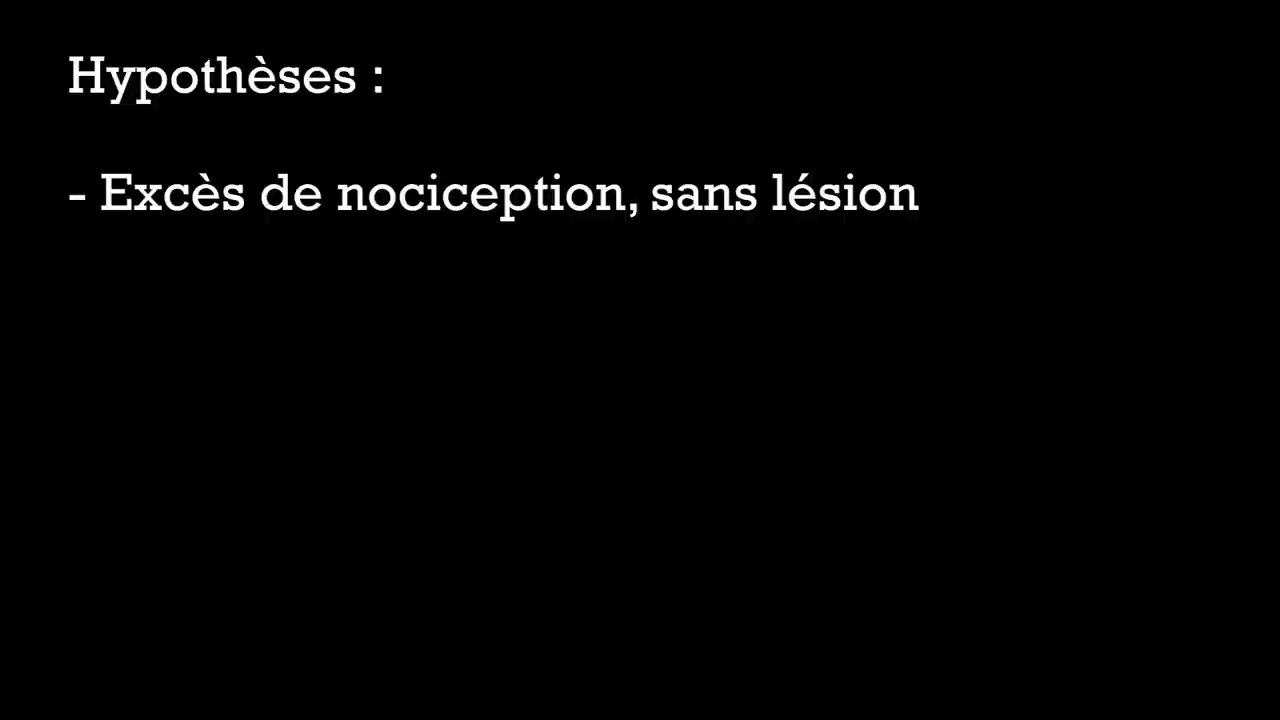 Hypothèses :
- Excès de nociception, sans lésion